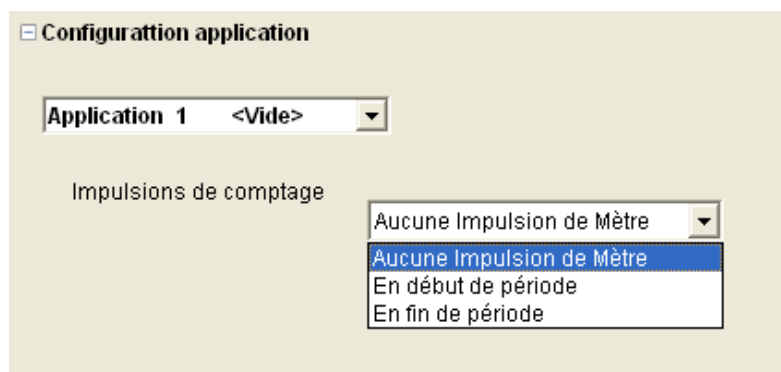 Configurattion application
Application 1 <Vide>
Impulsions de comptage
Aucune Impulsion de Mètre
Aucune Impulsion de Mètre
En début de période
En fin de période